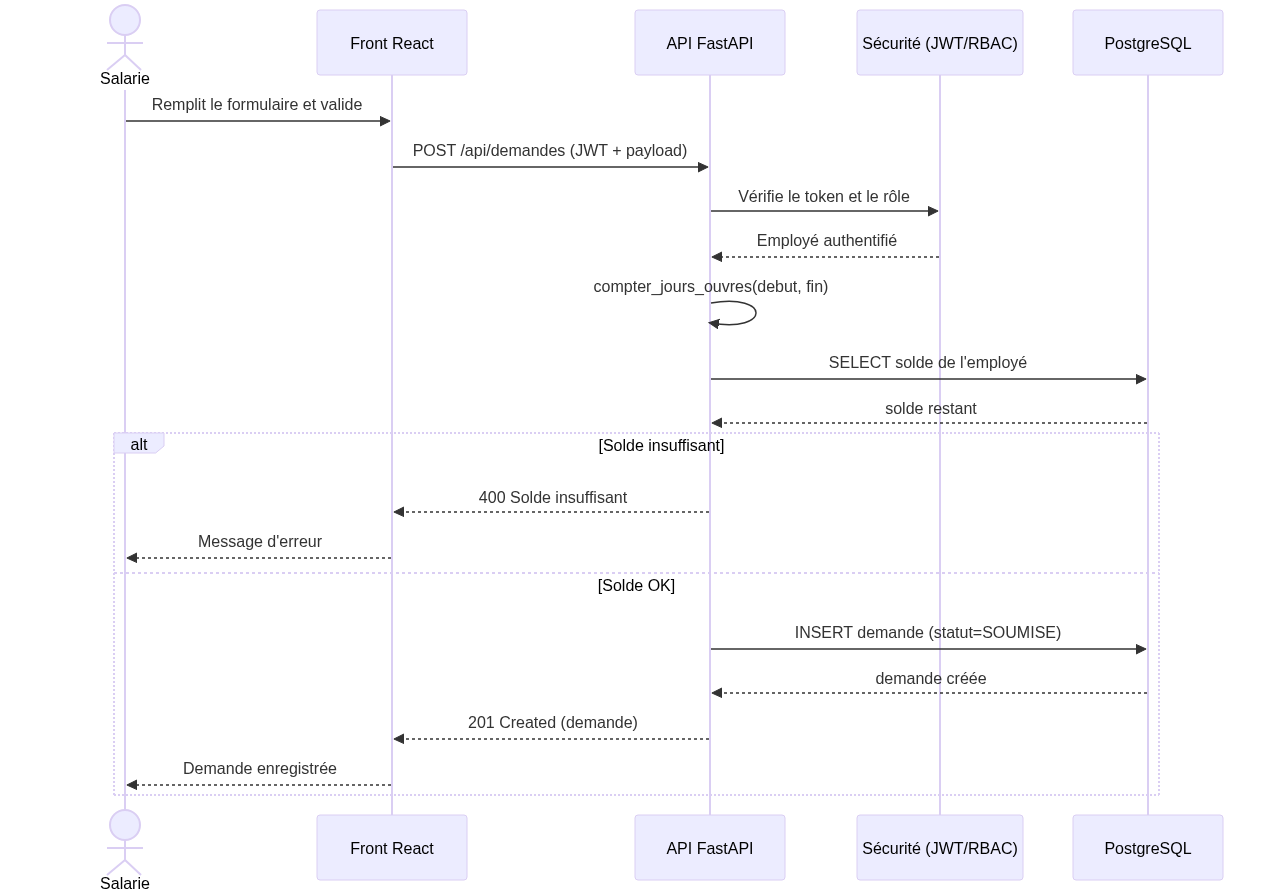 Salarie
Front React
API FastAPI
Sécurité (JWT/RBAC)
PostgreSQL
Remplit le formulaire et valide
POST /api/demandes (JWT + payload)
Vérifie le token et le rôle
Employé authentifié
compter_jours_ouvres(debut, fin)
SELECT solde de l'employé
solde restant
alt
[Solde insuffisant]
400 Solde insuffisant
Message d'erreur
[Solde OK]
INSERT demande (statut=SOUMISE)
demande créée
201 Created (demande)
Demande enregistrée
Salarie
Front React
API FastAPI
Sécurité (JWT/RBAC)
PostgreSQL